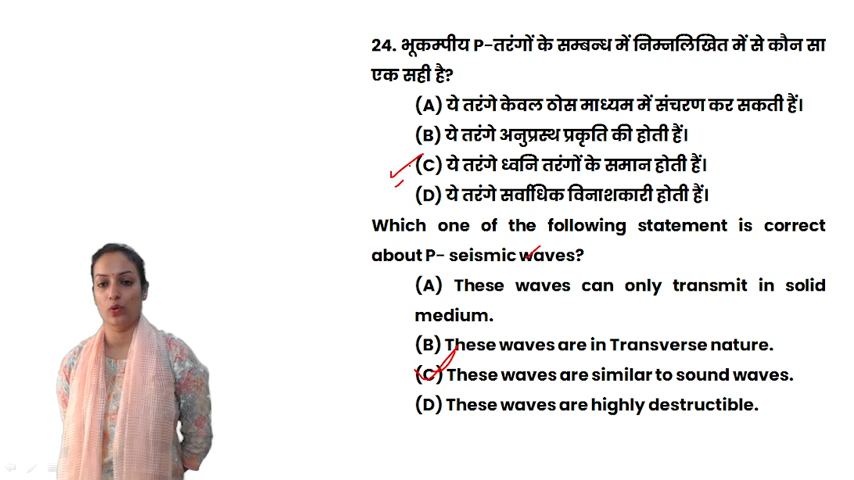 24. भूकम्पीय P-तरंगों के सम्बन्ध में निम्नलिखित में से कौन सा
एक सही है?
(A) ये तरंगे केवल ठोस माध्यम में संचरण कर सकती हैं।
(B) ये तरंगे अनुप्रस्थ प्रकृति की होती हैं।
(C) ये तरंगे ध्वनि तरंगों के समान होती हैं।
(D) ये तरंगे सर्वाधिक विनाशकारी होती हैं।
Which one of the following statement is correct
about P- seismic waves?
(A) These waves can only transmit in solid
medium.
(B) These waves are in Transverse nature.
(C) These waves are similar to sound waves.
(D) These waves are highly destructible.